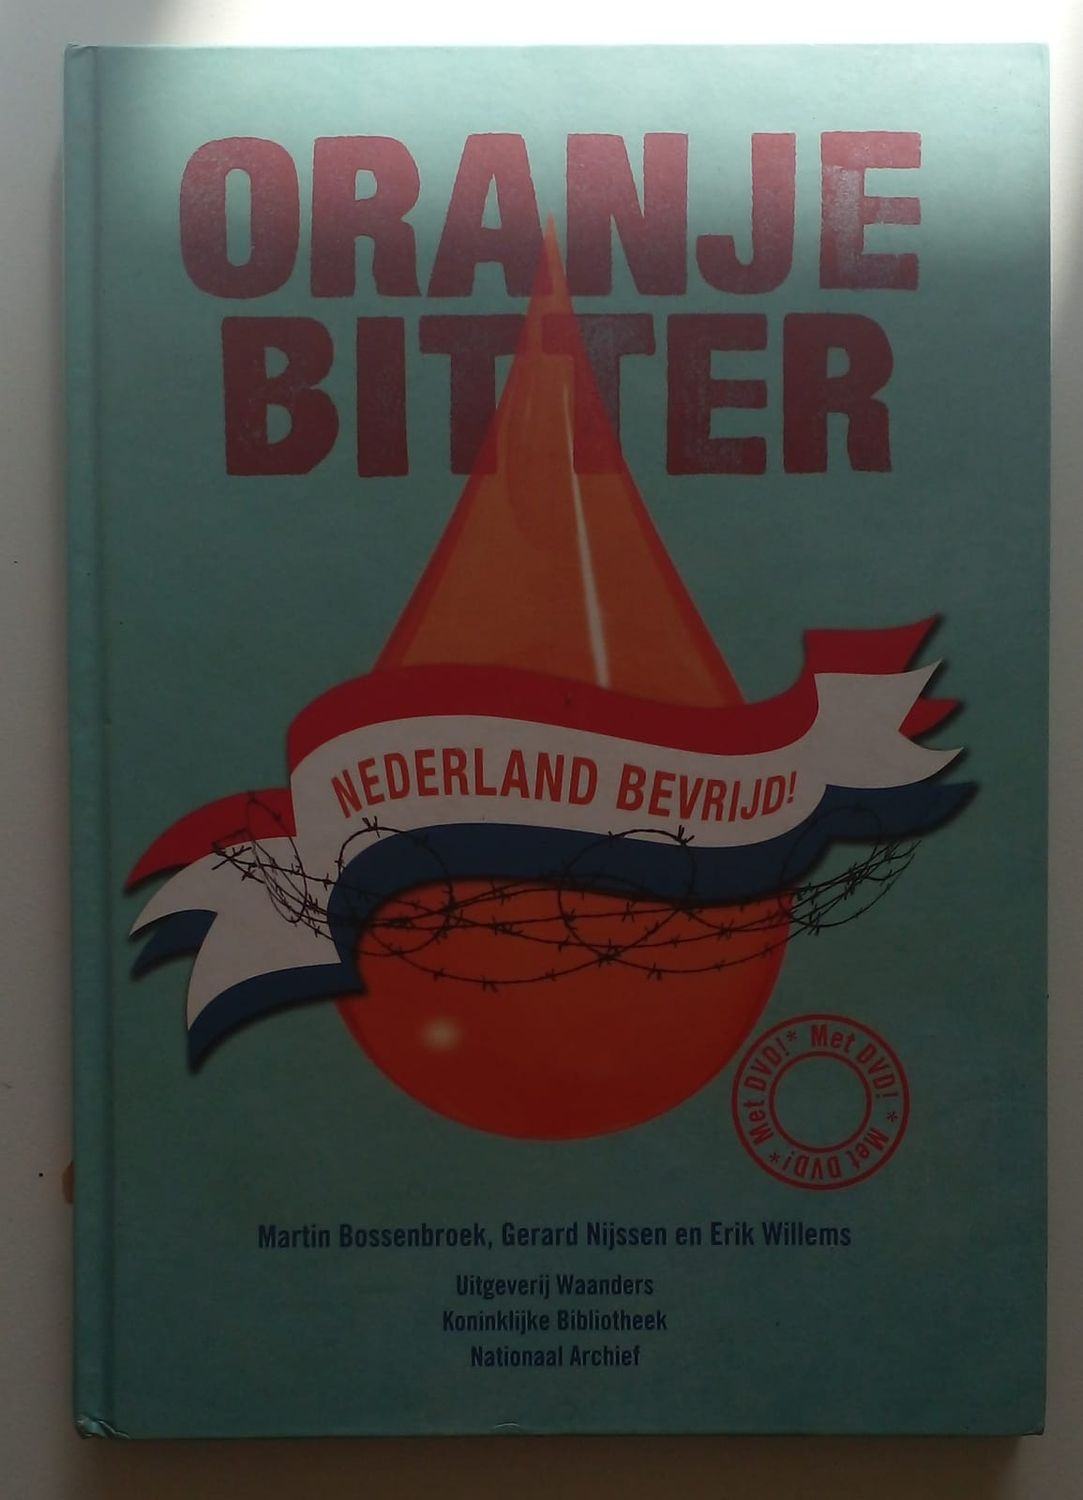 ORANJE
BITTER
NEDERLAND BEVRIJD!
Met DVD!* Met DVD! * Met DVD!*
Martin Bossenbroek, Gerard Nijssen en Erik Willems
Uitgeverij Waanders
Koninklijke Bibliotheek
Nationaal Archief